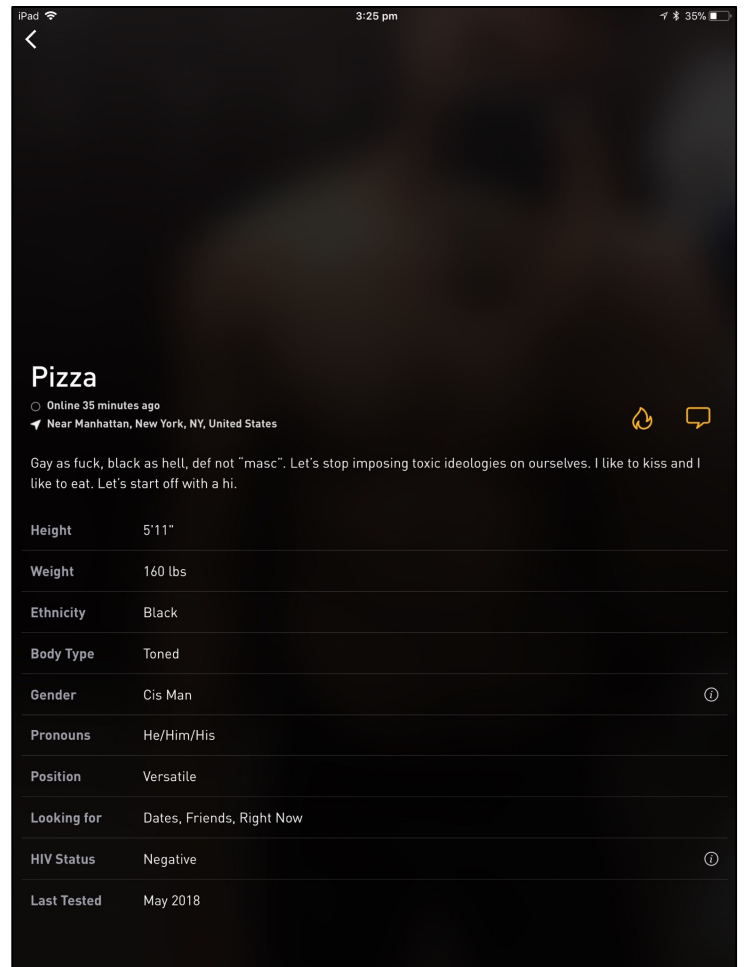 iPad 3:25 pm 35%
Pizza
Online 35 minutes ago
Near Manhattan, New York, NY, United States
Gay as fuck, black as hell, def not “masc”. Let’s stop imposing toxic ideologies on ourselves. I like to kiss and I
like to eat. Let’s start off with a hi.
Height 5'11"
Weight 160 lbs
Ethnicity Black
Body Type Toned
Gender Cis Man
Pronouns He/Him/His
Position Versatile
Looking for Dates, Friends, Right Now
HIV Status Negative
Last Tested May 2018